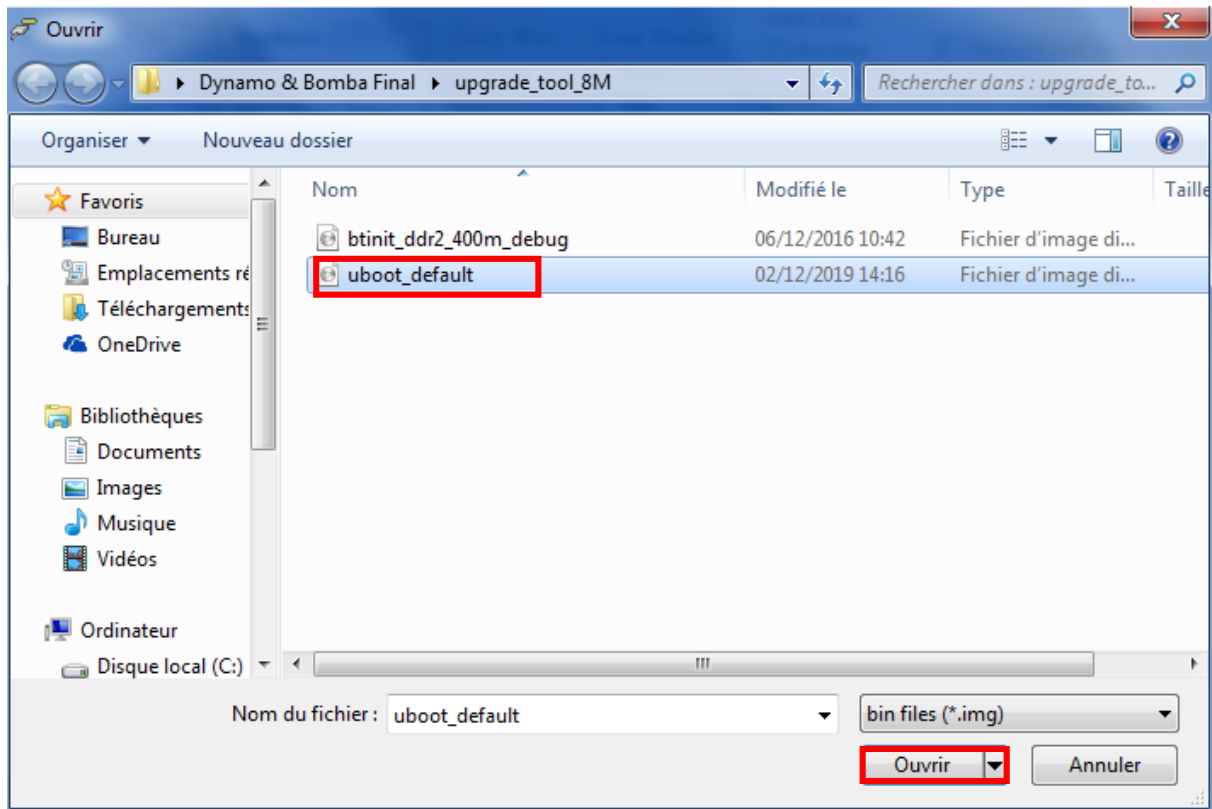 Ouvrir
Dynamo & Bomba Final upgrade_tool_8M Rechercher dans : upgrade_to...
Organiser Nouveau dossier
Favoris
Bureau
Emplacements ré
Téléchargements
OneDrive
Bibliothèques
Documents
Images
Musique
Vidéos
Ordinateur
Disque local (C:)
Nom Modifié le Type Taille
btinit_ddr2_400m_debug 06/12/2016 10:42 Fichier d'image di...
uboot_default 02/12/2019 14:16 Fichier d'image di...
Nom du fichier : uboot_default bin files (*.img)
Ouvrir Annuler